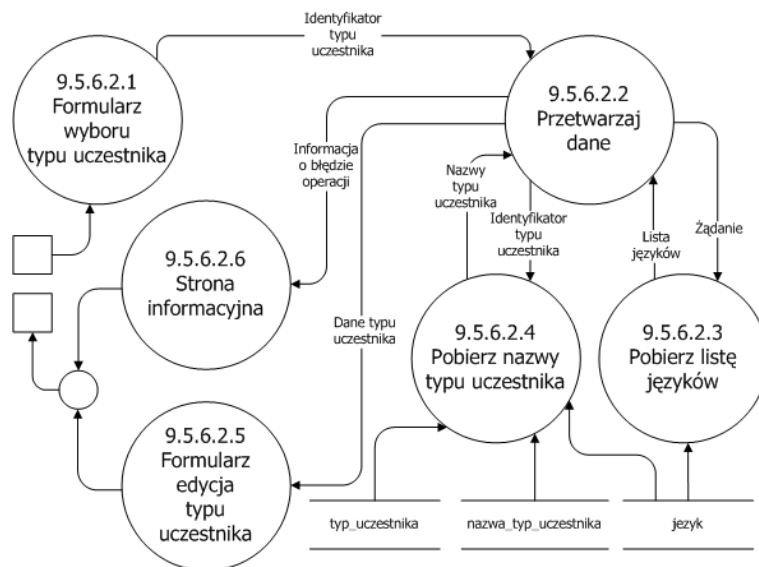 Identyfikator
typu
uczestnika
9.5.6.2.1
Formularz
wyboru
typu uczestnika
9.5.6.2.2
Przetwarzaj
dane
Informacja
o błędzie
operacji
Nazwy
typu
uczestnika
Identyfikator
typu
uczestnika
Lista
języków
Żądanie
9.5.6.2.6
Strona
informacyjna
Dane typu
uczestnika
9.5.6.2.4
Pobierz nazwy
typu uczestnika
9.5.6.2.3
Pobierz listę
języków
9.5.6.2.5
Formularz
edycja
typu
uczestnika
typ_uczestnika
nazwa_typ_uczestnika
jezyk